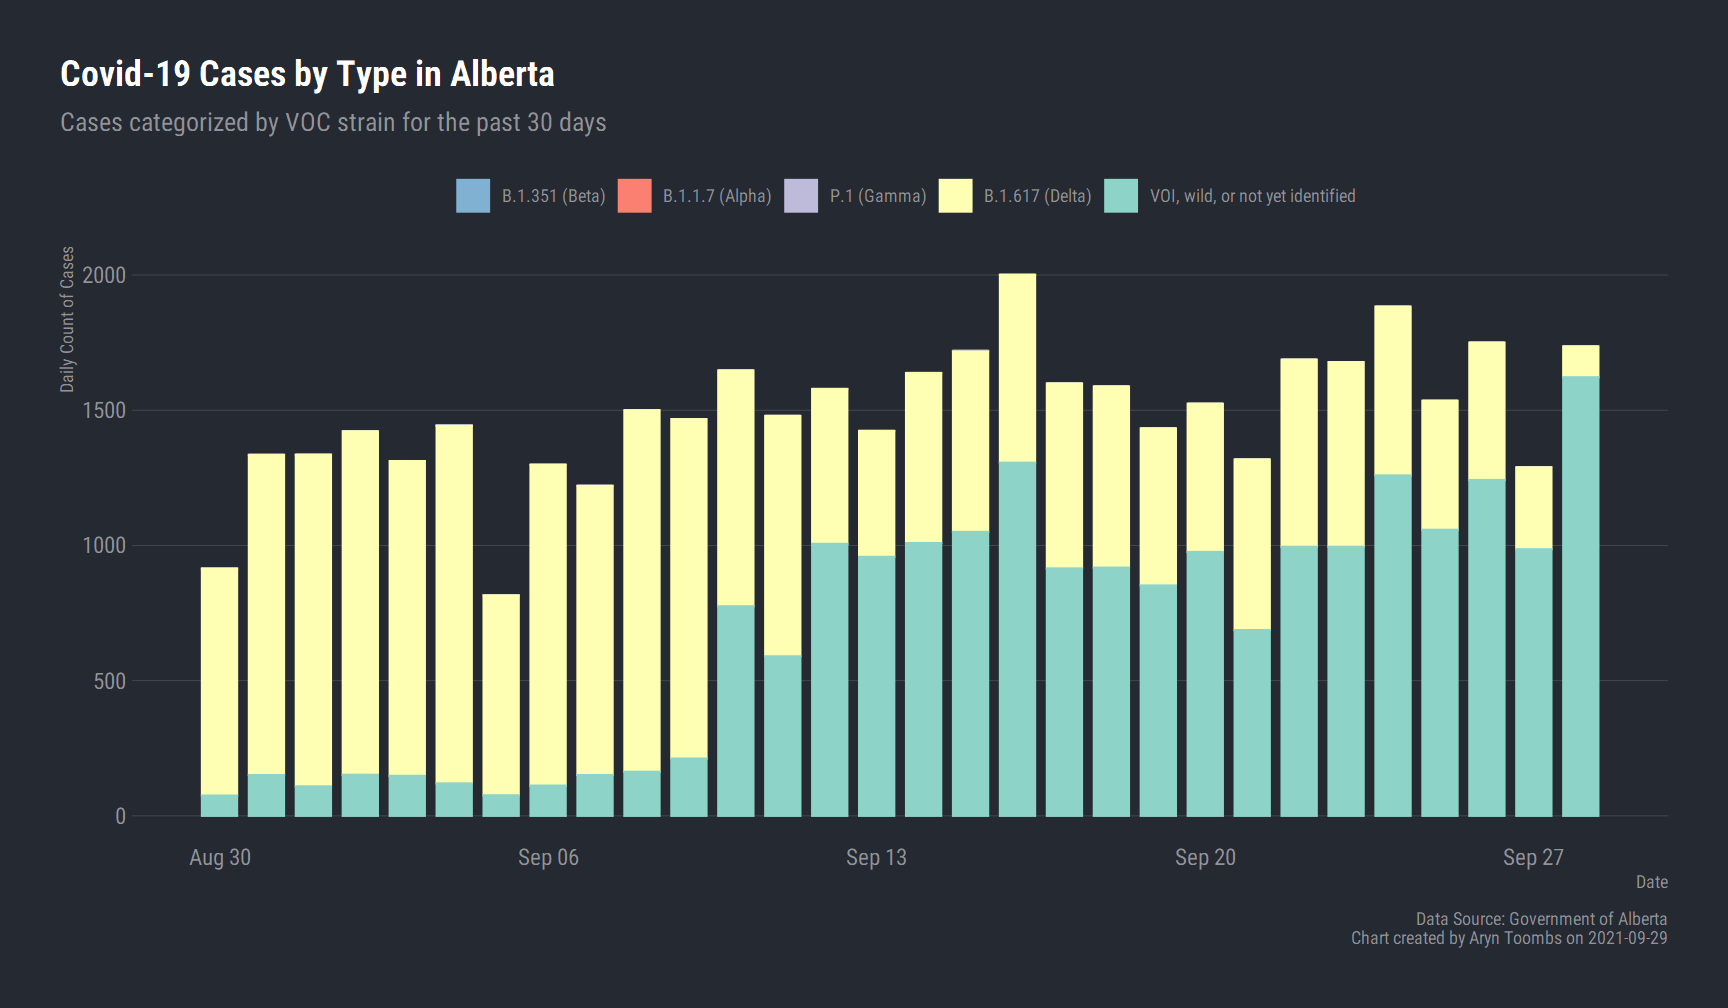 Covid-19 Cases by Type in Alberta
Cases categorized by VOC strain for the past 30 days
B.1.351 (Beta) B.1.1.7 (Alpha) P.1 (Gamma) B.1.617 (Delta) VOI, wild, or not yet identified
Daily Count of Cases
2000
1500
1000
500
0
Aug 30 Sep 06 Sep 13 Sep 20 Sep 27
Date
Data Source: Government of Alberta
Chart created by Aryn Toombs on 2021-09-29